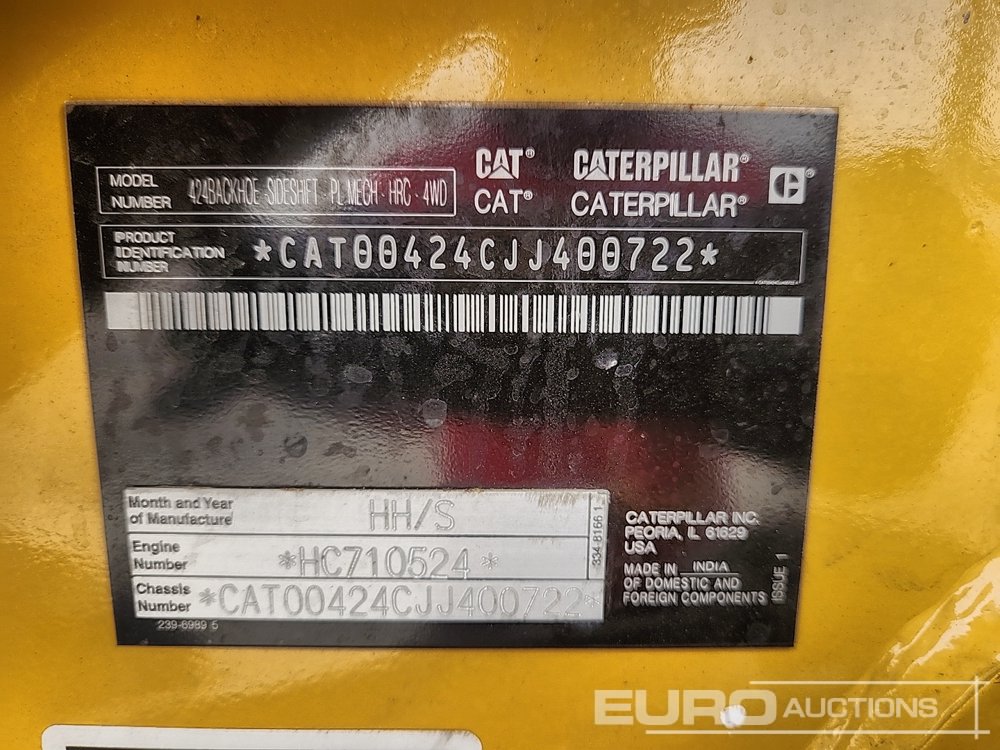 MODEL NUMBER 424BACKHOE SIDESHIFT - PL MECH - HRC - 4WD
CAT® CATERPILLAR®
CAT® CATERPILLAR®
PRODUCT IDENTIFICATION NUMBER *CAT00424CJJ400722*
Month and Year of Manufacture HH/S
Engine Number *HC710524 *
Chassis Number *CAT00424CJJ400722*
239-6989 5
334-8166 1
CATERPILLAR INC.
PEORIA, IL 61629
USA
MADE IN INDIA
OF DOMESTIC AND
FOREIGN COMPONENTS
ISSUE 1
EURO AUCTIONS